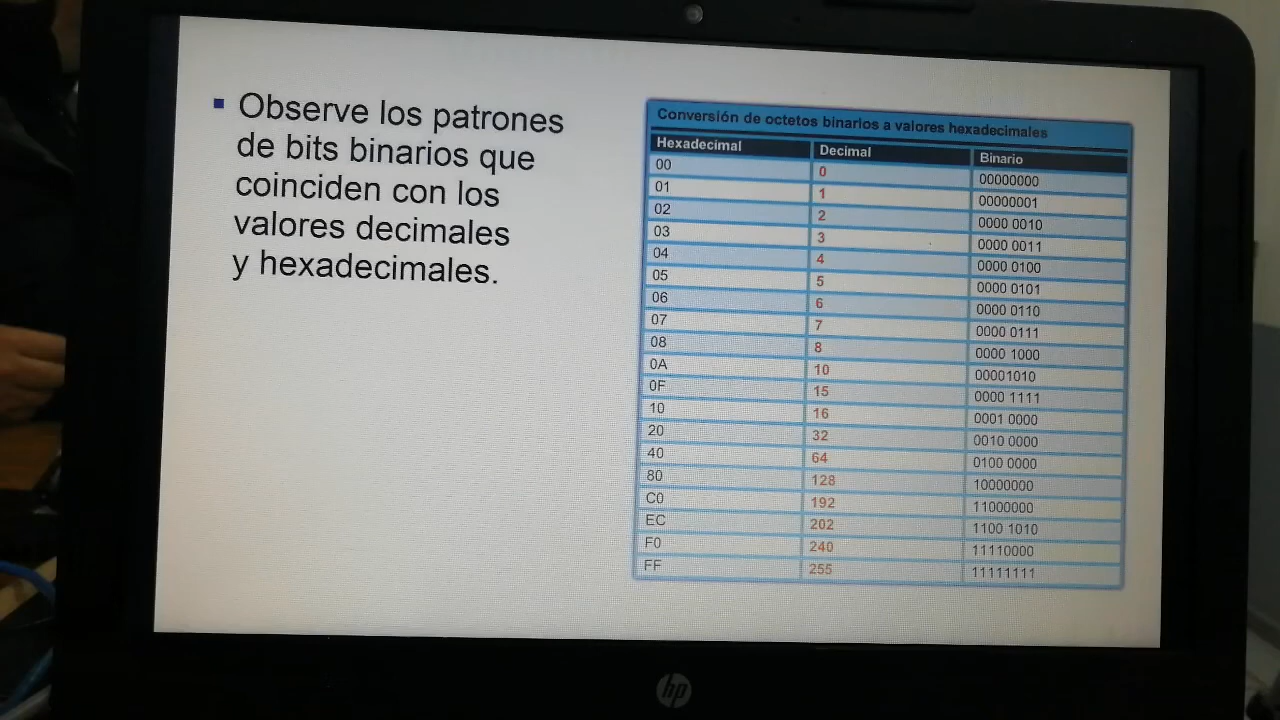 Observe los patrones
de bits binarios que
coinciden con los
valores decimales
y hexadecimales.
Conversión de octetos binarios a valores hexadecimales
Hexadecimal Decimal Binario
00 0 00000000
01 1 00000001
02 2 0000 0010
03 3 0000 0011
04 4 0000 0100
05 5 0000 0101
06 6 0000 0110
07 7 0000 0111
08 8 0000 1000
0A 10 00001010
0F 15 0000 1111
10 16 0001 0000
20 32 0010 0000
40 64 0100 0000
80 128 10000000
C0 192 11000000
EC 202 1100 1010
F0 240 11110000
FF 255 11111111
hp